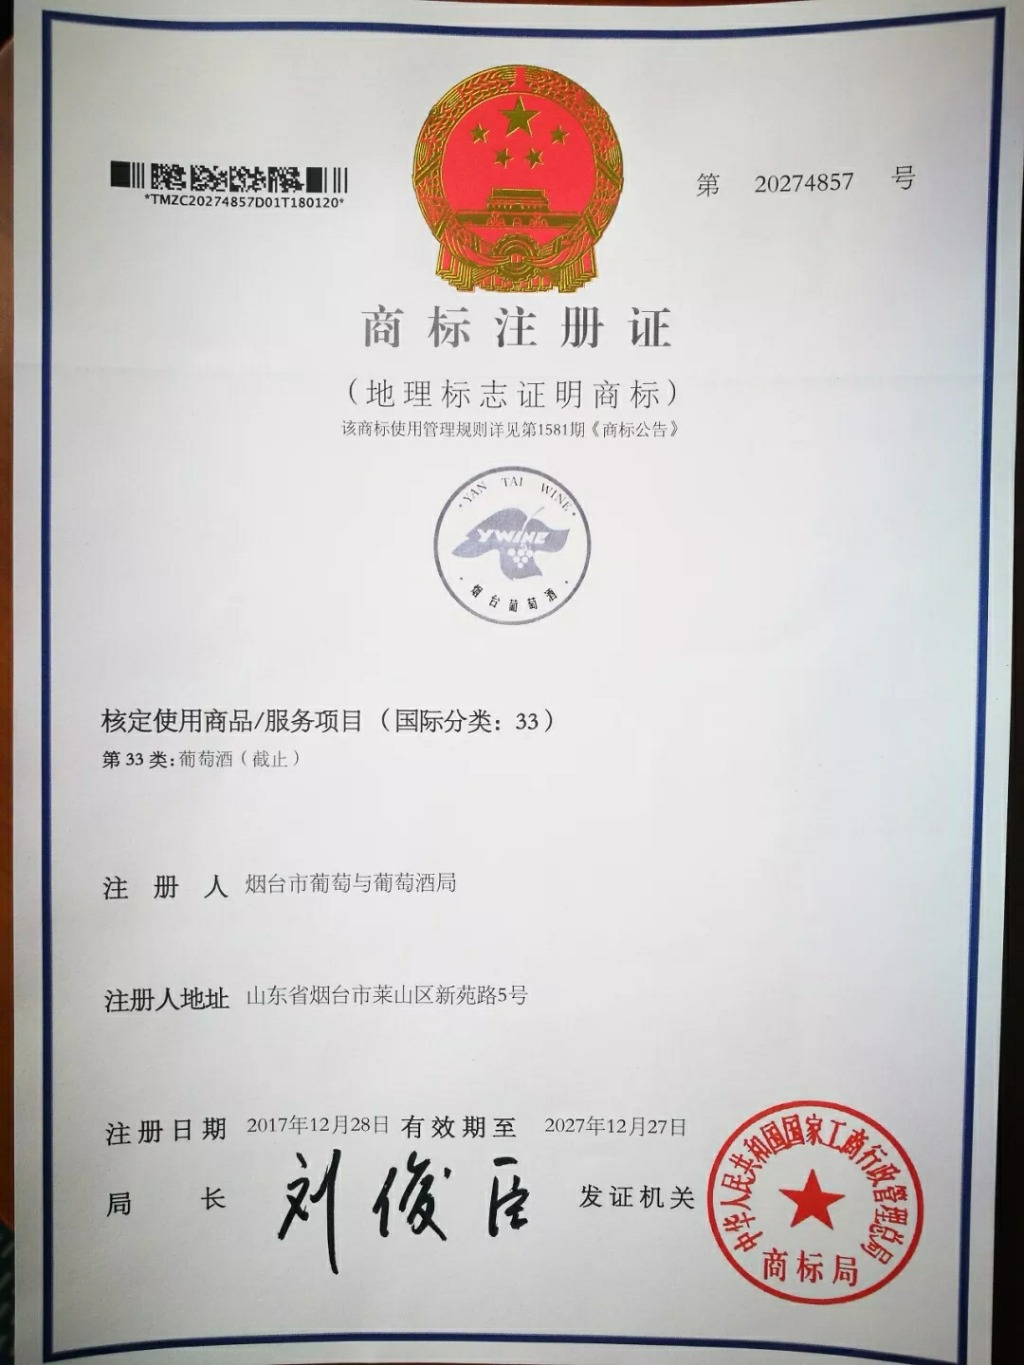 *TMZC20274857D01T180120*
第 20274857 号
商标注册证
（地理标志证明商标）
该商标使用管理规则详见第1581期《商标公告》
· YAN TAI WINE ·
YWINE
· 烟台葡萄酒 ·
核定使用商品/服务项目（国际分类：33）
第 33 类：葡萄酒（截止）
注册人 烟台市葡萄与葡萄酒局
注册人地址 山东省烟台市莱山区新苑路5号
注册日期 2017年12月28日 有效期至 2027年12月27日
局长 刘俊臣 发证机关
中华人民共和国国家工商行政管理总局
商标局